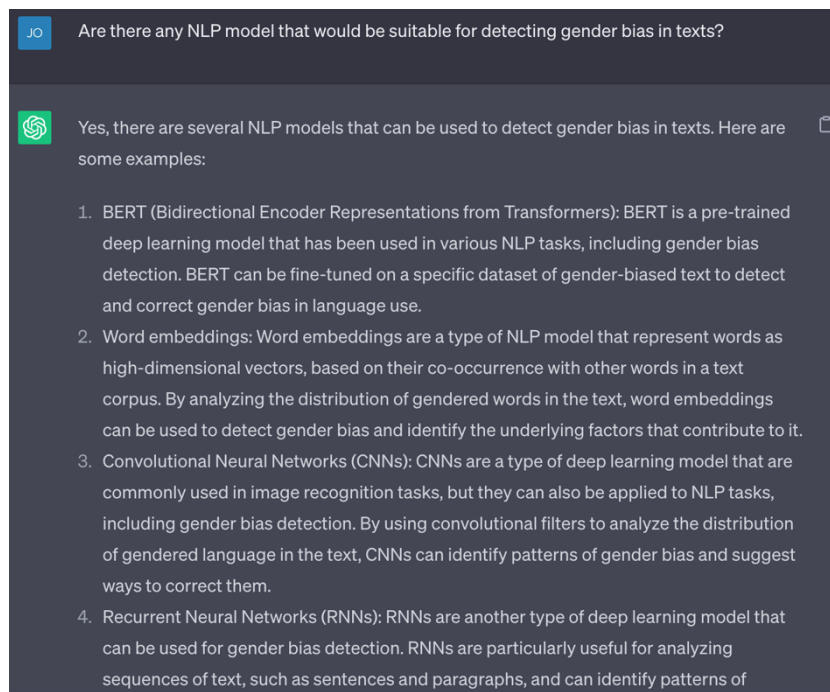 JO
Are there any NLP model that would be suitable for detecting gender bias in texts?
Yes, there are several NLP models that can be used to detect gender bias in texts. Here are
some examples:
1. BERT (Bidirectional Encoder Representations from Transformers): BERT is a pre-trained
deep learning model that has been used in various NLP tasks, including gender bias
detection. BERT can be fine-tuned on a specific dataset of gender-biased text to detect
and correct gender bias in language use.
2. Word embeddings: Word embeddings are a type of NLP model that represent words as
high-dimensional vectors, based on their co-occurrence with other words in a text
corpus. By analyzing the distribution of gendered words in the text, word embeddings
can be used to detect gender bias and identify the underlying factors that contribute to it.
3. Convolutional Neural Networks (CNNs): CNNs are a type of deep learning model that are
commonly used in image recognition tasks, but they can also be applied to NLP tasks,
including gender bias detection. By using convolutional filters to analyze the distribution
of gendered language in the text, CNNs can identify patterns of gender bias and suggest
ways to correct them.
4. Recurrent Neural Networks (RNNs): RNNs are another type of deep learning model that
can be used for gender bias detection. RNNs are particularly useful for analyzing
sequences of text, such as sentences and paragraphs, and can identify patterns of